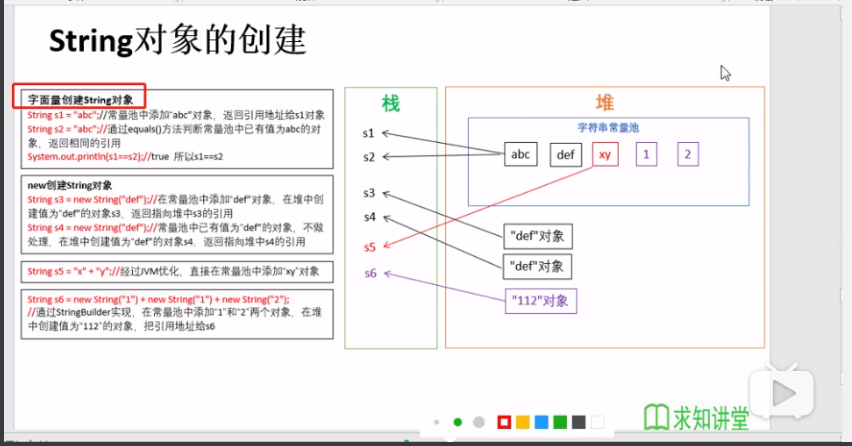 String对象的创建
字面量创建String对象
String s1 = "abc";//常量池中添加"abc"对象，返回引用地址给s1对象
String s2 = "abc";//通过equals()方法判断常量池中已有值为abc的对
象，返回相同的引用
System.out.println(s1==s2);//true 所以s1==s2
new创建String对象
String s3 = new String("def");//在常量池中添加"def"对象，在堆中创
建值为"def"的对象s3，返回指向堆中s3的引用
String s4 = new String("def");//常量池中已有值为"def"的对象，不做
处理，在堆中创建值为"def"的对象s4，返回指向堆中s4的引用
String s5 = "x" + "y";//经过JVM优化，直接在常量池中添加"xy"对象
String s6 = new String("1") + new String("1") + new String("2");
//通过StringBuilder实现，在常量池中添加"1"和"2"两个对象，在堆
中创建值为"112"的对象，把引用地址给s6
栈
s1
s2
s3
s4
s5
s6
堆
字符串常量池
abc
def
xy
1
2
"def"对象
"def"对象
"112"对象
求知讲堂